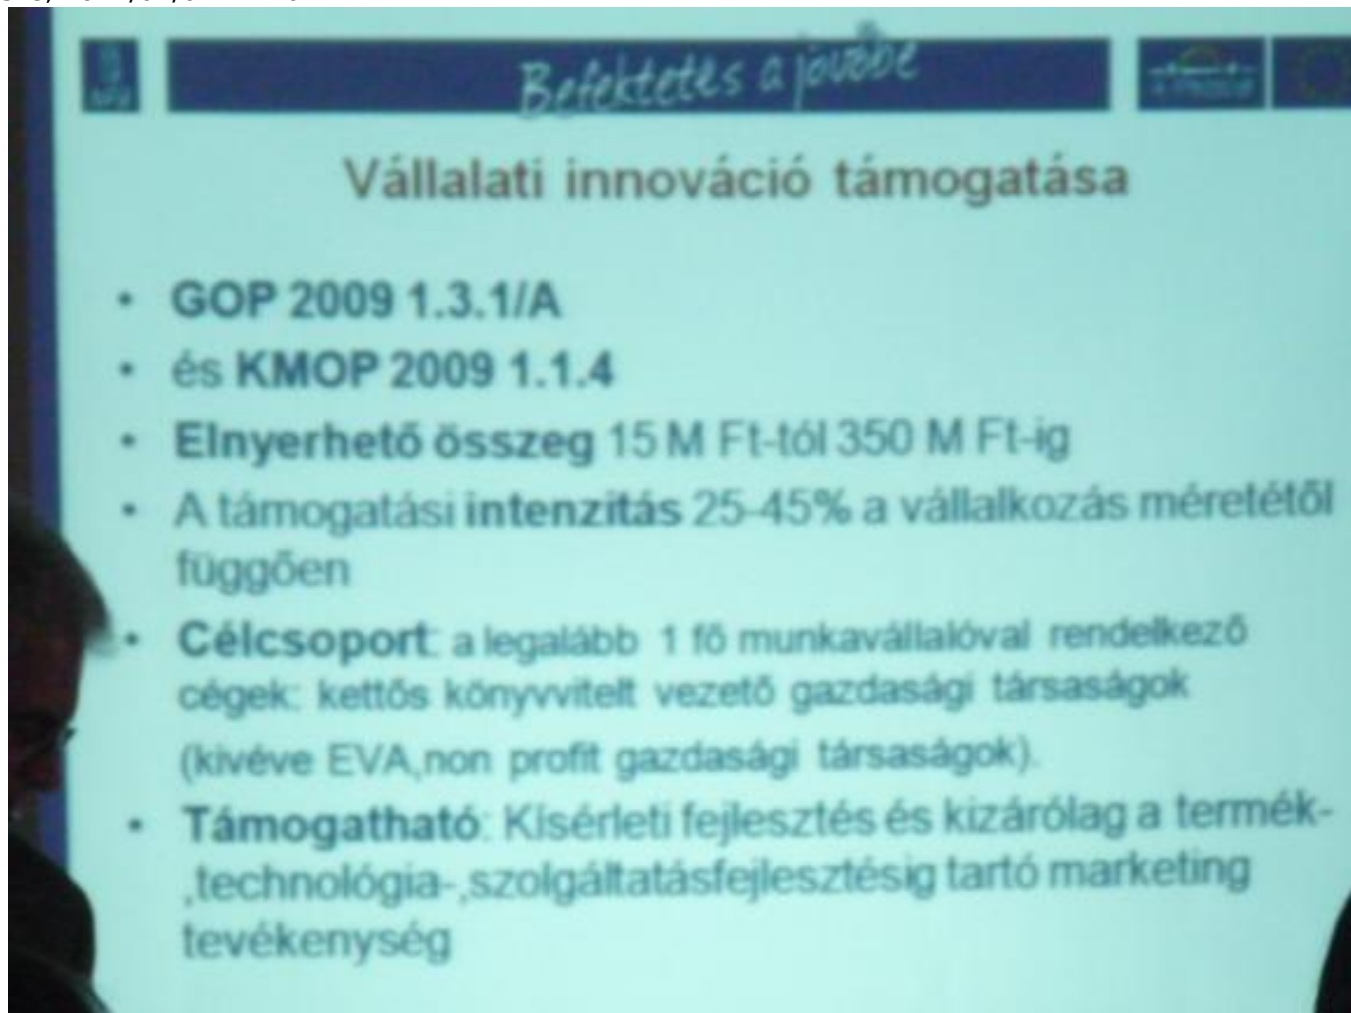 Befektetés a jövőbe
Vállalati innováció támogatása
• GOP 2009 1.3.1/A
• és KMOP 2009 1.1.4
• Elnyerhető összeg 15 M Ft-tól 350 M Ft-ig
• A támogatási intenzitás 25-45% a vállalkozás méretétől
függően
• Célcsoport: a legalább 1 fő munkavállalóval rendelkező
cégek: kettős könyvvitelt vezető gazdasági társaságok
(kivéve EVA,non profit gazdasági társaságok).
• Támogatható: Kísérleti fejlesztés és kizárólag a termék-
,technológia-,szolgáltatásfejlesztésig tartó marketing
tevékenység